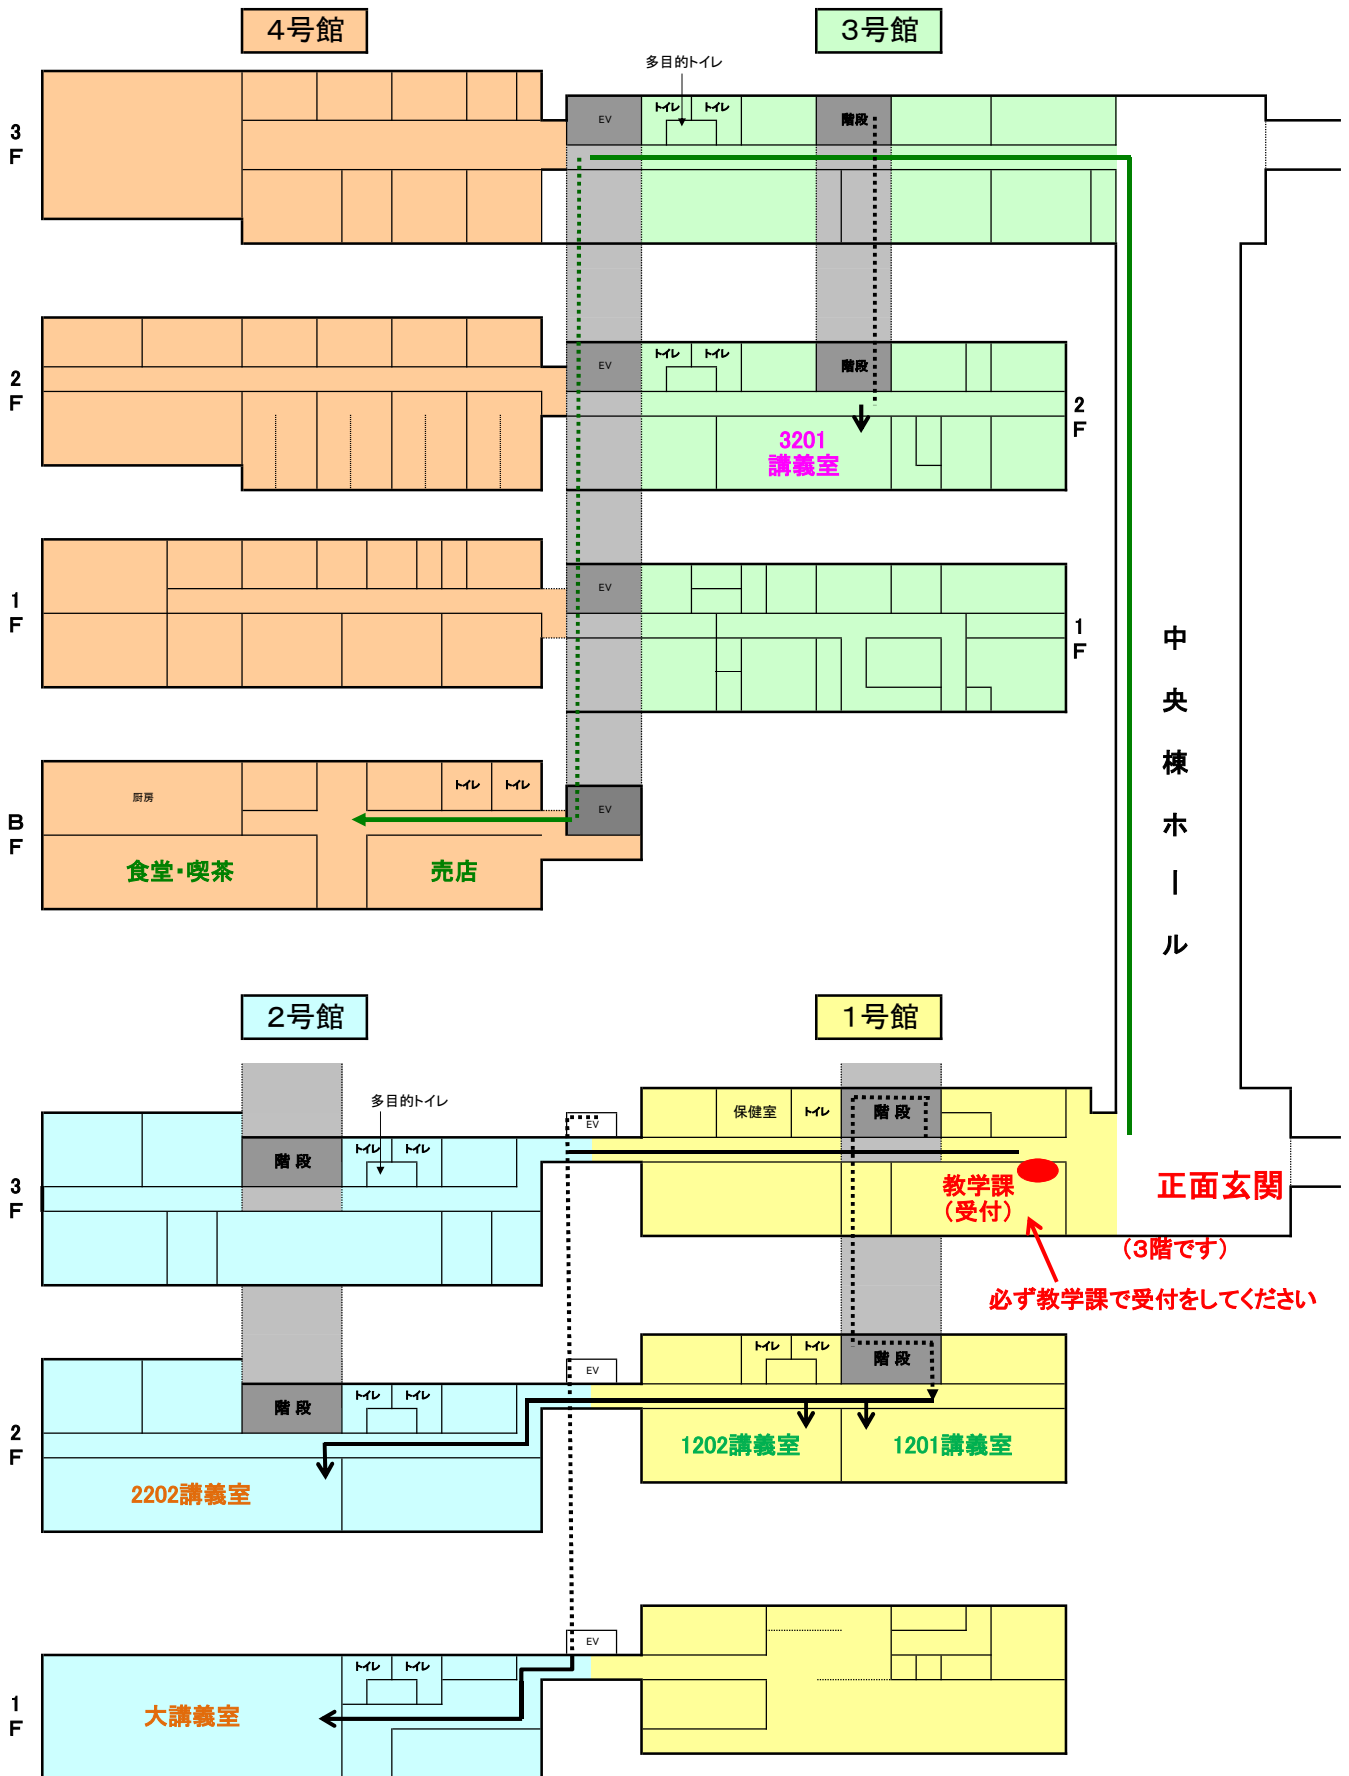 4号館
3号館
多目的トイレ
3
F
EV
トイレ
トイレ
階段
2
F
EV
トイレ
トイレ
階段
2
F
3201
講義室
1
F
EV
1
F
中央棟ホール
B
F
厨房
トイレ
トイレ
EV
食堂・喫茶
売店
2号館
1号館
多目的トイレ
3
F
階段
トイレ
トイレ
EV
保健室
トイレ
階段
教学課
（受付）
正面玄関
（3階です）
必ず教学課で受付をしてください
2
F
階段
トイレ
トイレ
EV
トイレ
トイレ
階段
2202講義室
1202講義室
1201講義室
1
F
トイレ
トイレ
EV
大講義室